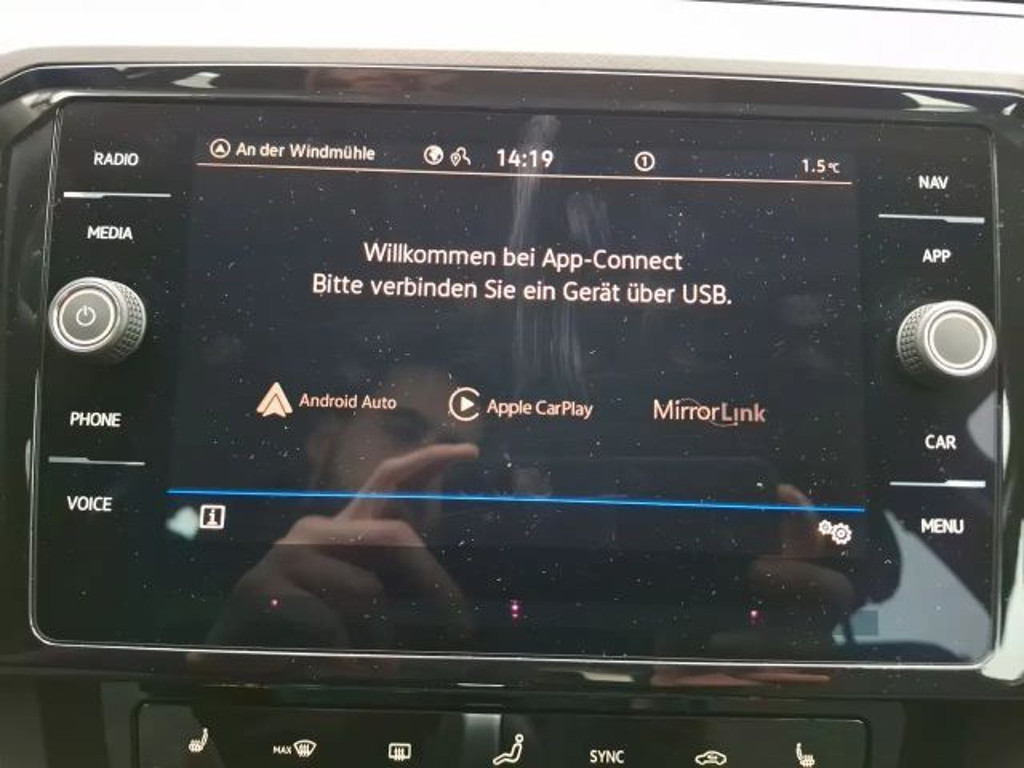 RADIO
MEDIA
PHONE
VOICE
An der Windmühle 14:19 1 1.5°C
Willkommen bei App-Connect
Bitte verbinden Sie ein Gerät über USB.
Android Auto Apple CarPlay MirrorLink
i
NAV
APP
CAR
MENU
MAX SYNC